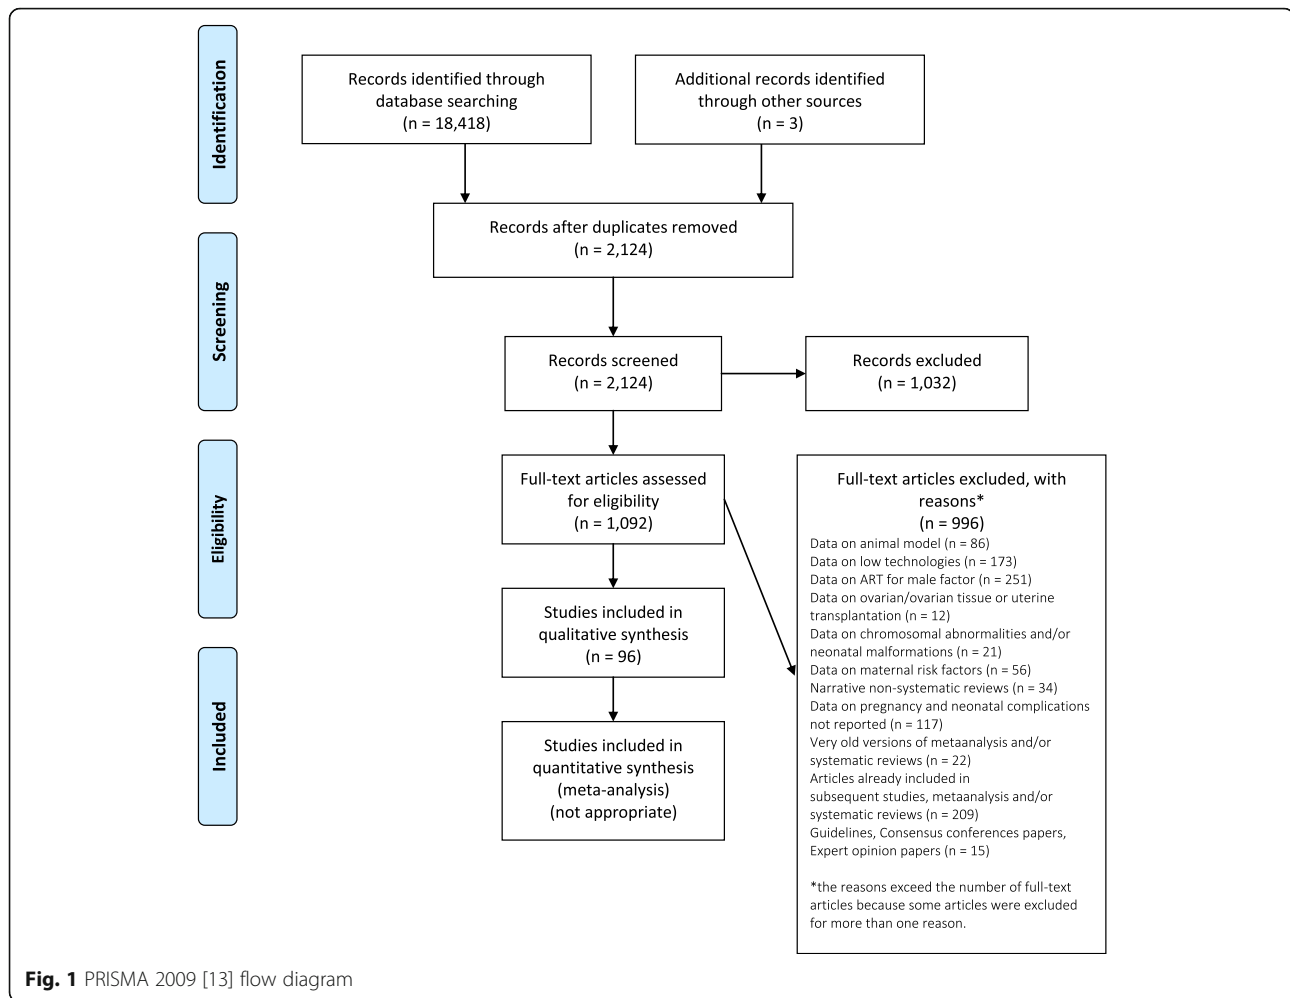 Identification
Records identified through
database searching
(n = 18,418)
Additional records identified
through other sources
(n = 3)
Records after duplicates removed
(n = 2,124)
Screening
Records screened
(n = 2,124)
Records excluded
(n = 1,032)
Eligibility
Full-text articles assessed
for eligibility
(n = 1,092)
Full-text articles excluded, with
reasons*
(n = 996)
Data on animal model (n = 86)
Data on low technologies (n = 173)
Data on ART for male factor (n = 251)
Data on ovarian/ovarian tissue or uterine
transplantation (n = 12)
Data on chromosomal abnormalities and/or
neonatal malformations (n = 21)
Data on maternal risk factors (n = 56)
Narrative non-systematic reviews (n = 34)
Data on pregnancy and neonatal complications
not reported (n = 117)
Very old versions of metaanalysis and/or
systematic reviews (n = 22)
Articles already included in
subsequent studies, metaanalysis and/or
systematic reviews (n = 209)
Guidelines, Consensus conferences papers,
Expert opinion papers (n = 15)
*the reasons exceed the number of full-text
articles because some articles were excluded
for more than one reason.
Studies included in
qualitative synthesis
(n = 96)
Included
Studies included in
quantitative synthesis
(meta-analysis)
(not appropriate)
Fig. 1 PRISMA 2009 [13] flow diagram